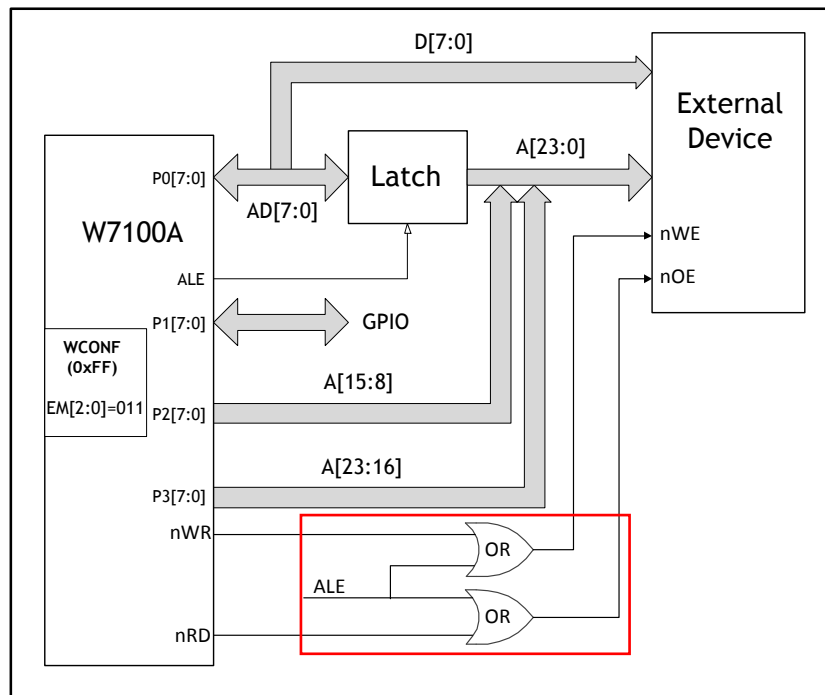 D[7:0]
External
Device
P0[7:0]
Latch
A[23:0]
AD[7:0]
W7100A
nWE
ALE
nOE
P1[7:0]
GPIO
WCONF
(0xFF)
EM[2:0]=011
A[15:8]
P2[7:0]
A[23:16]
P3[7:0]
nWR
OR
ALE
OR
nRD